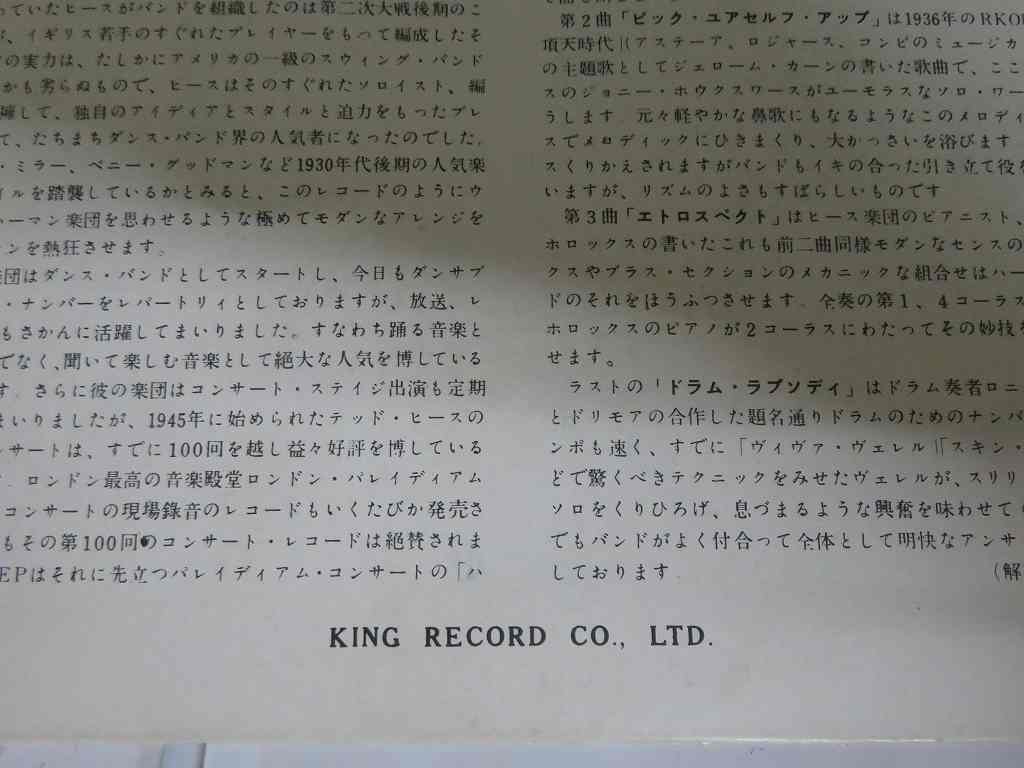 っていたヒースがバンドを組織したのは第二次大戦後期のこ
、イギリス若手のすぐれたプレイヤーをもって編成したそ
の実力は、たしかにアメリカの一級のスウィング・バンド
かも劣らぬもので、ヒースはそのすぐれたソロイスト、編
確して、独自のアイディアとスタイルと迫力をもったプレ
て、たちまちダンス・バンド界の人気者になったのでした。
・ミラー、ベニー・グッドマンなど1930年代後期の人気楽
イルを踏襲しているかとみると、このレコードのようにウ
ハーマン楽団を思わせるような極めてモダンなアレンジを
ァンを熱狂させます。
楽団はダンス・バンドとしてスタートし、今日もダンサブ
・ナンバーをレパートリィとしておりますが、放送、レ
もさかんに活躍してまいりました。すなわち踊る音楽と
でなく、聞いて楽しむ音楽として絶大な人気を博している
す。さらに彼の楽団はコンサート・ステイジ出演も定期
まいりましたが、1945年に始められたテッド・ヒースの
ンサートは、すでに100回を越し益々好評を博している
。ロンドン最高の音楽殿堂ロンドン・パレイディアム
コンサートの現場録音のレコードもいくたびか発売さ
もその第100回のコンサート・レコードは絶賛されま
EPはそれに先立つパレイディアム・コンサートの「ハ
第2曲「ピック・ユアセルフ・アップ」は1936年のRKO
頂天時代」(アステーア、ロジャース、コンビのミュージカ
の主題歌としてジェローム・カーンの書いた歌曲で、ここ
スのジョニー・ホウクスワースがユーモラスなソロ・ワー
うします。元々軽やかな鼻歌にもなるようなこのメロディ
スでメロディックにひきまくり、大かっさいを浴びます
スくりかえされますがバンドもイキの合った引き立て役を
いますが、リズムのよさもすばらしいものです
第3曲「エトロスペクト」はヒース楽団のピアニスト、
ホロックスの書いたこれも前二曲同様モダンなセンスの
クスやブラス・セクションのメカニックな組合せはハー
ドのそれをほうふつさせます。全奏の第1、4コーラス
ホロックスのピアノが2コーラスにわたってその妙技を
せます。
ラストの「ドラム・ラプソディ」はドラム奏者ロニ
とドリモアの合作した題名通りドラムのためのナンバ
ンポも速く、すでに「ヴィヴァ・ヴェレル」「スキン・
どで驚くべきテクニックをみせたヴェレルが、スリリ
ソロをくりひろげ、息づまるような興奮を味わせて
でもバンドがよく付合って全体として明快なアンサ
しております
(解
KING RECORD CO., LTD.